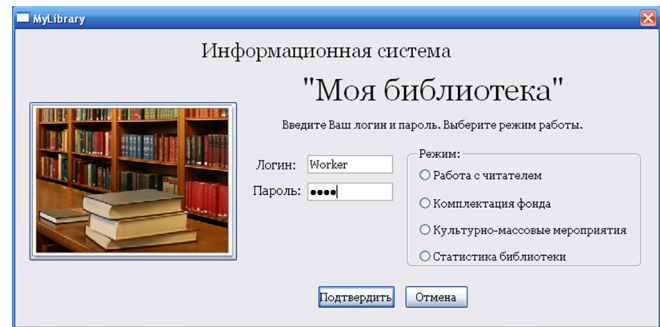 MyLibrary
Информационная система
"Моя библиотека"
Введите Ваш логин и пароль. Выберите режим работы.
Логин: Worker
Пароль: ●●●●
Режим:
Работа с читателем
Комплектация фонда
Культурно-массовые мероприятия
Статистика библиотеки
Подтвердить Отмена